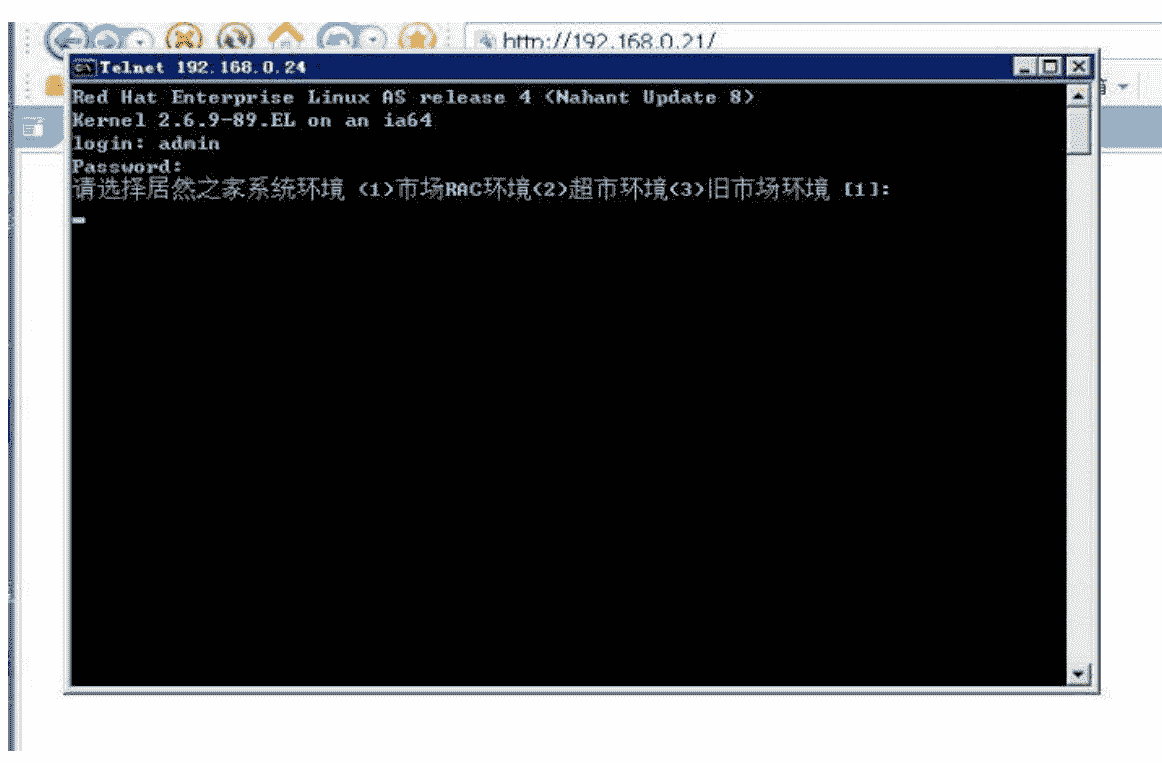 http://192.168.0.21/
Telnet 192.168.0.24
Red Hat Enterprise Linux AS release 4 (Nahant Update 8)
Kernel 2.6.9-89.EL on an ia64
login: admin
Password:
请选择居然之家系统环境 (1)市场RAC环境(2)超市环境(3)旧市场环境 [1]: